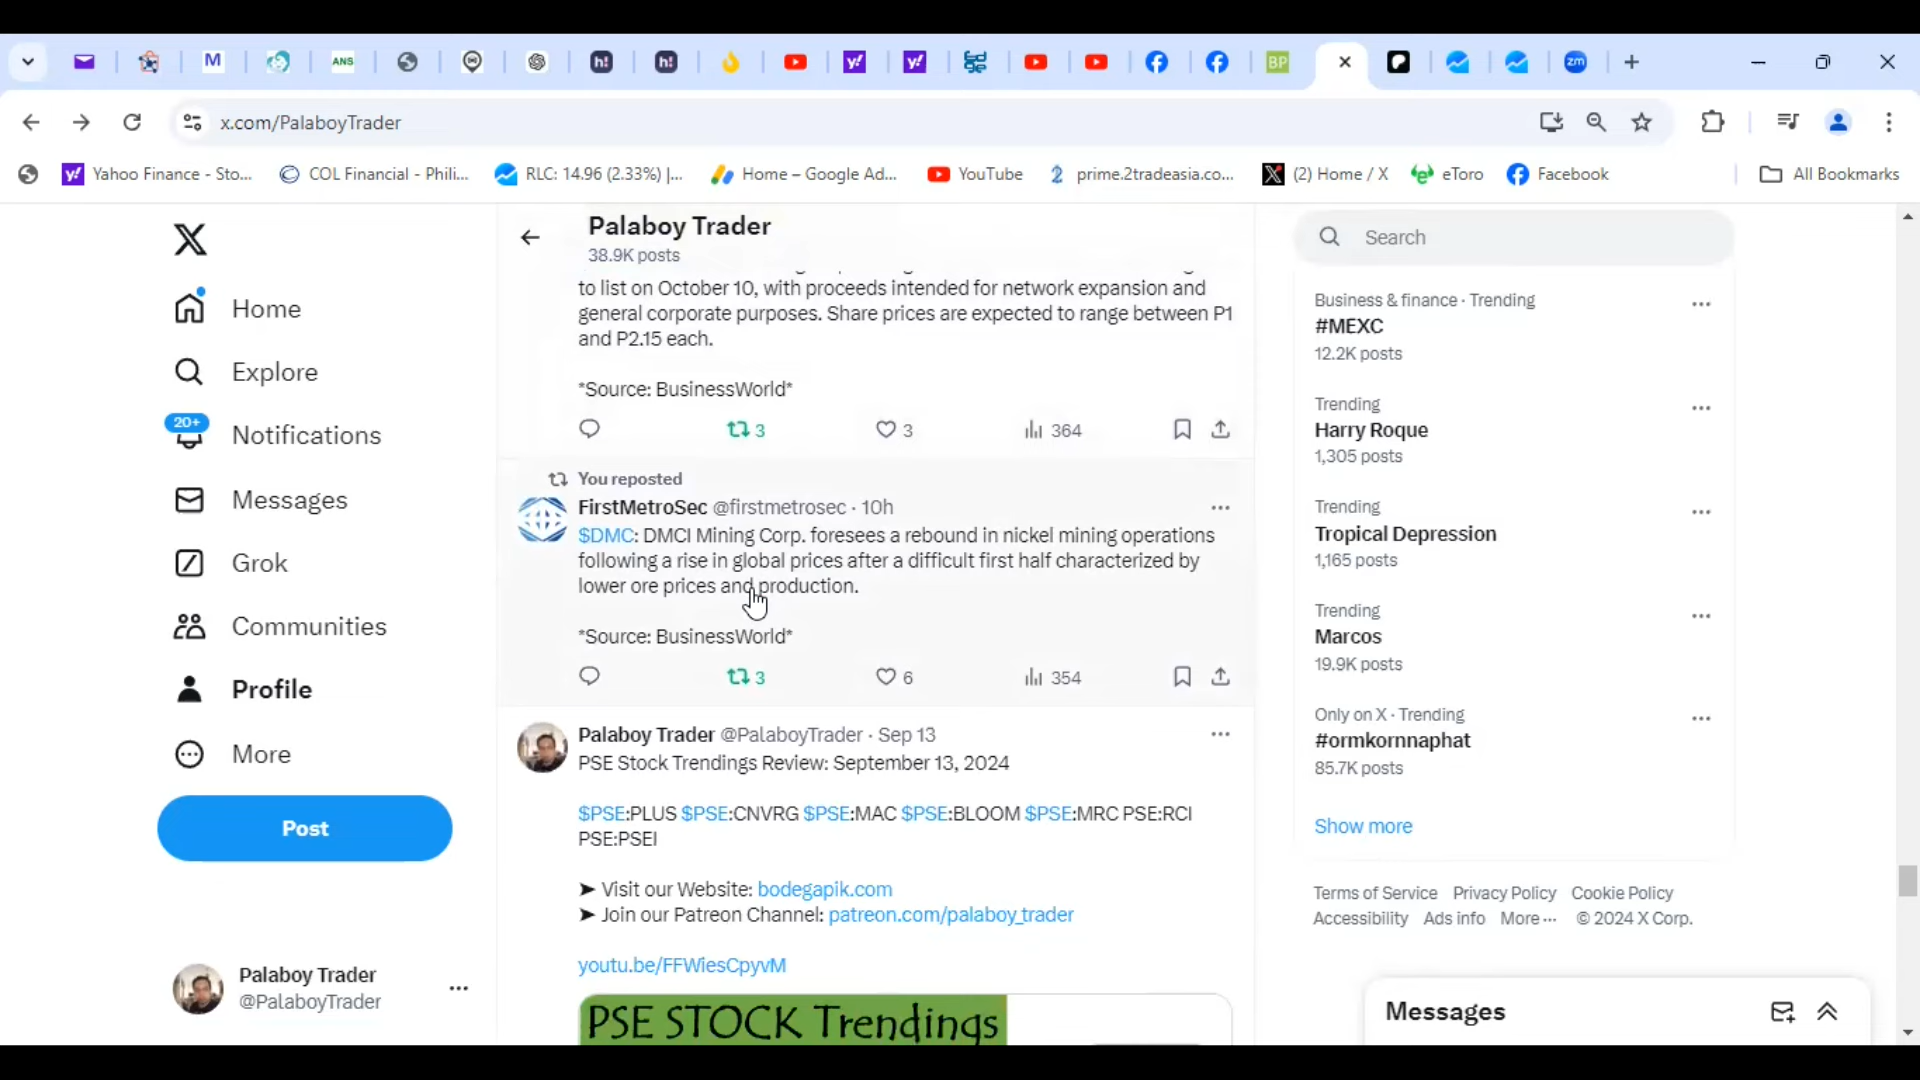 M
ANS
h!
h!
y!
y!
BP
zm
x.com/PalaboyTrader
y!
Yahoo Finance - Sto...
COL Financial - Phili...
RLC: 14.96 (2.33%) |...
Home – Google Ad...
YouTube
2
prime.2tradeasia.co...
(2) Home / X
eToro
Facebook
All Bookmarks
Palaboy Trader
38.9K posts
Search
Home
Explore
20+
Notifications
Messages
Grok
Communities
Profile
More
Post
Palaboy Trader
@PalaboyTrader
to list on October 10, with proceeds intended for network expansion and
general corporate purposes. Share prices are expected to range between P1
and P2.15 each.
*Source: BusinessWorld*
3
3
364
You reposted
FirstMetroSec @firstmetrosec · 10h
$DMC: DMCI Mining Corp. foresees a rebound in nickel mining operations
following a rise in global prices after a difficult first half characterized by
lower ore prices and production.
*Source: BusinessWorld*
3
6
354
Palaboy Trader @PalaboyTrader · Sep 13
PSE Stock Trendings Review: September 13, 2024
$PSE:PLUS $PSE:CNVRG $PSE:MAC $PSE:BLOOM $PSE:MRC PSE:RCI
PSE:PSEI
➤ Visit our Website: bodegapik.com
➤ Join our Patreon Channel: patreon.com/palaboy_trader
youtu.be/FFWiesCpyvM
PSE STOCK Trendings
Business & finance · Trending
#MEXC
12.2K posts
Trending
Harry Roque
1,305 posts
Trending
Tropical Depression
1,165 posts
Trending
Marcos
19.9K posts
Only on X · Trending
#ormkornnaphat
85.7K posts
Show more
Terms of Service Privacy Policy Cookie Policy
Accessibility Ads info More ··· © 2024 X Corp.
Messages